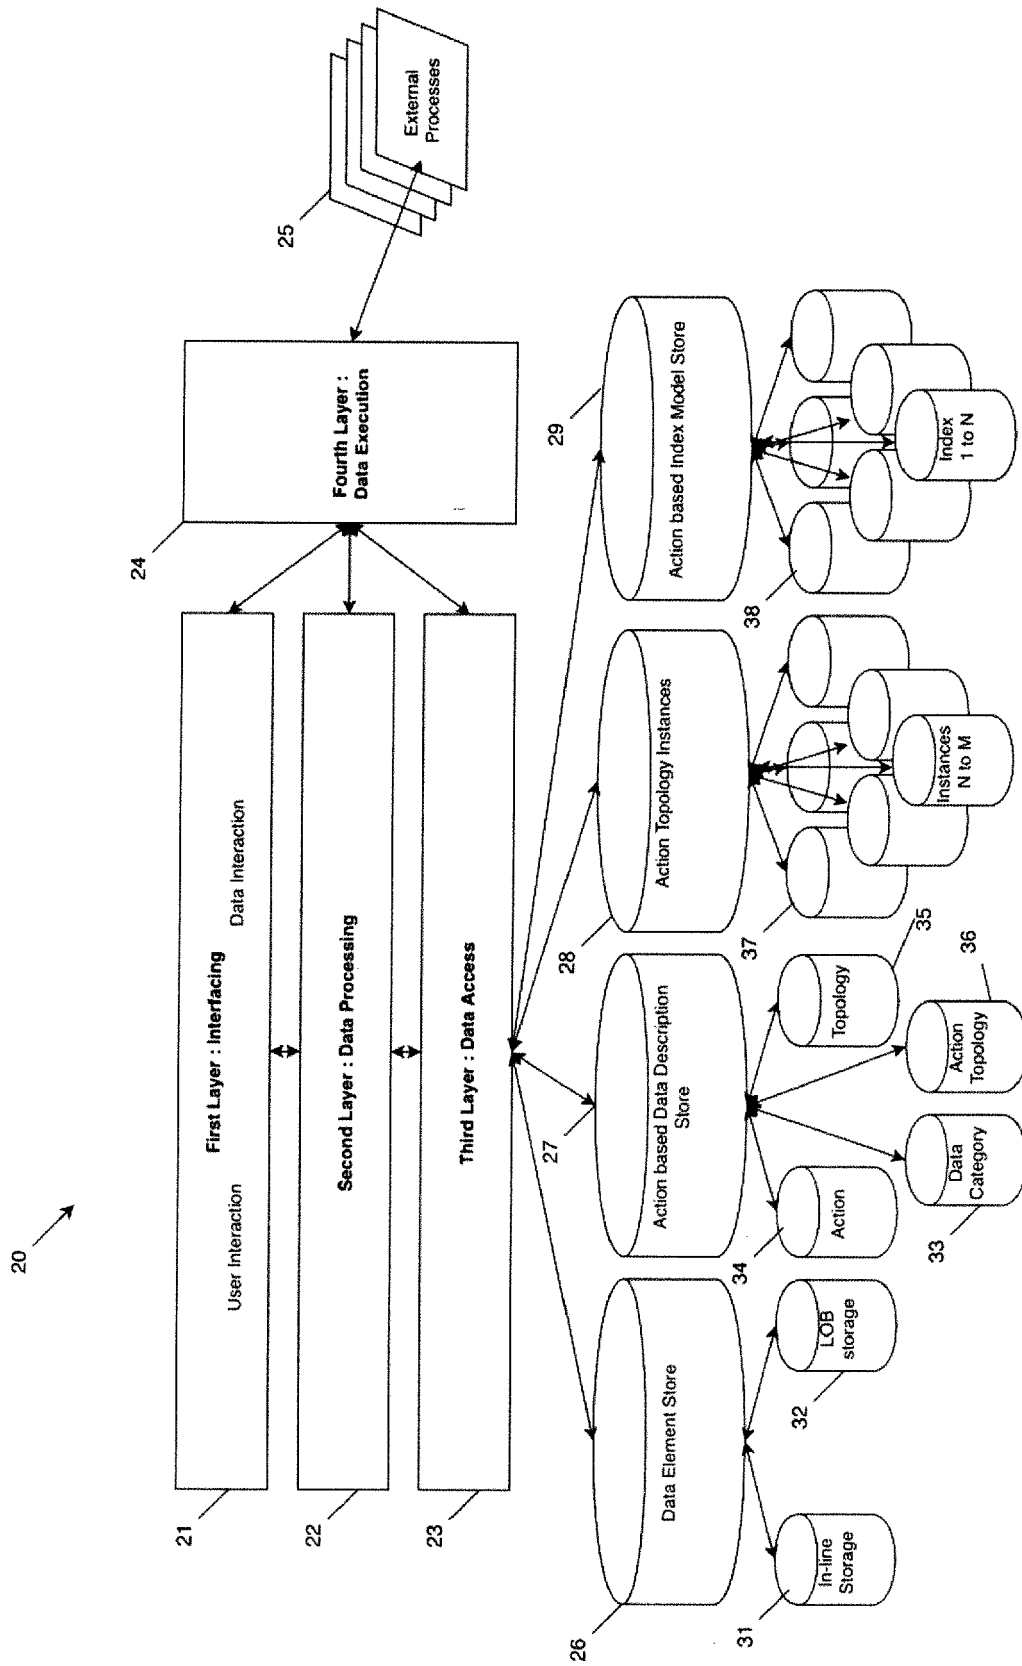 20
21
First Layer : Interfacing
User Interaction
Data Interaction
22
Second Layer : Data Processing
23
Third Layer : Data Access
24
Fourth Layer :
Data Execution
25
External
Processes
26
Data Element Store
27
Action based Data Description
Store
28
Action Topology Instances
29
Action based Index Model Store
31
In-line
Storage
32
LOB
storage
34
Action
33
Data
Category
35
Topology
36
Action
Topology
37
Instances
N to M
38
Index
1 to N